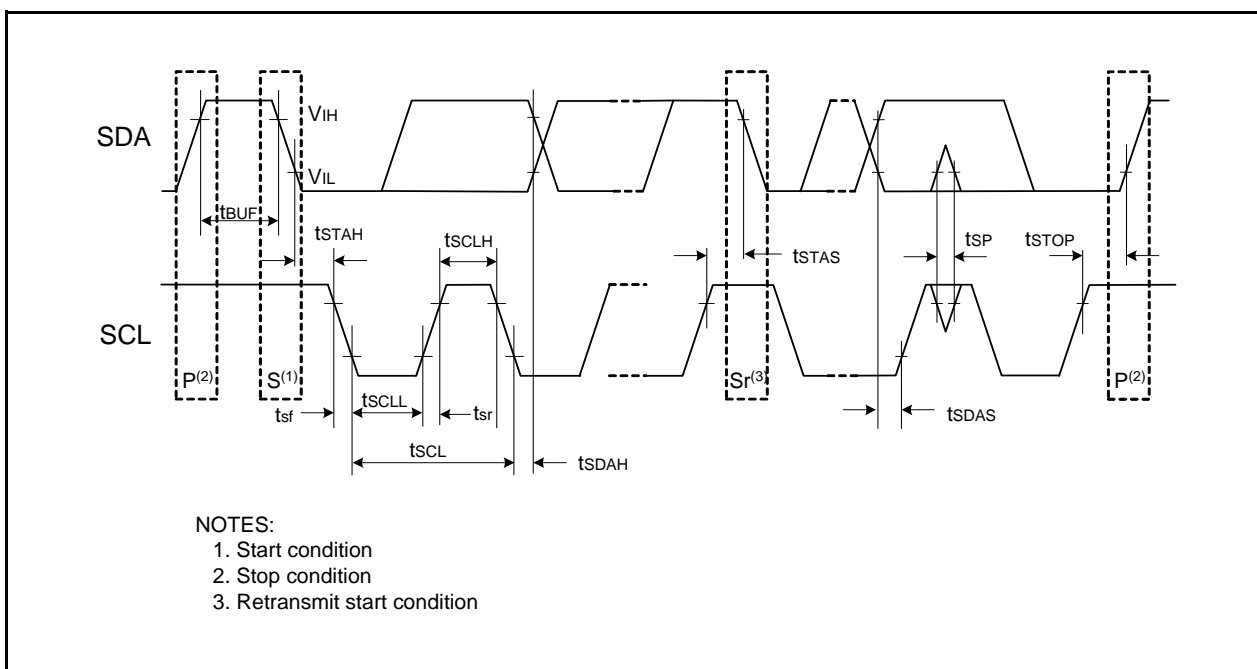 SDA
VIH
VIL
tBUF
tSTAH
tSCLH
tSTAS
tSP
tSTOP
SCL
P(2)
S(1)
Sr(3)
P(2)
tsf
tSCLL
tsr
tSDAS
tSCL
tSDAH
NOTES:
1. Start condition
2. Stop condition
3. Retransmit start condition